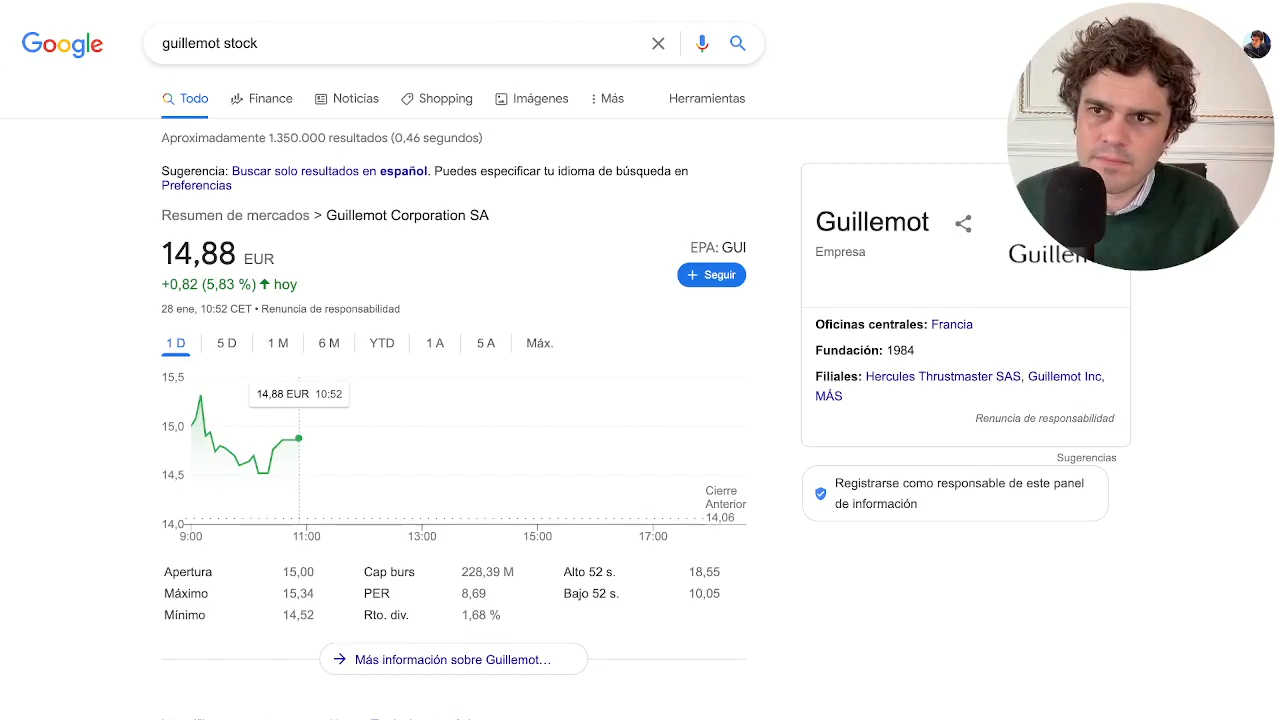 Google
guillemot stock
Todo
Finance
Noticias
Shopping
Imágenes
Más
Herramientas
Aproximadamente 1.350.000 resultados (0,46 segundos)
Sugerencia: Buscar solo resultados en español. Puedes especificar tu idioma de búsqueda en
Preferencias
Resumen de mercados > Guillemot Corporation SA
14,88 EUR
EPA: GUI
+0,82 (5,83 %) hoy
+ Seguir
28 ene, 10:52 CET • Renuncia de responsabilidad
1 D
5 D
1 M
6 M
YTD
1 A
5 A
Máx.
15,5
15,0
14,5
14,0
14,88 EUR 10:52
Cierre
Anterior
14,06
9:00
11:00
13:00
15:00
17:00
Apertura 15,00
Cap burs 228,39 M
Alto 52 s. 18,55
Máximo 15,34
PER 8,69
Bajo 52 s. 10,05
Mínimo 14,52
Rto. div. 1,68 %
Más información sobre Guillemot…
Guillemot
Empresa
Oficinas centrales: Francia
Fundación: 1984
Filiales: Hercules Thrustmaster SAS, Guillemot Inc,
MÁS
Renuncia de responsabilidad
Sugerencias
Registrarse como responsable de este panel
de información